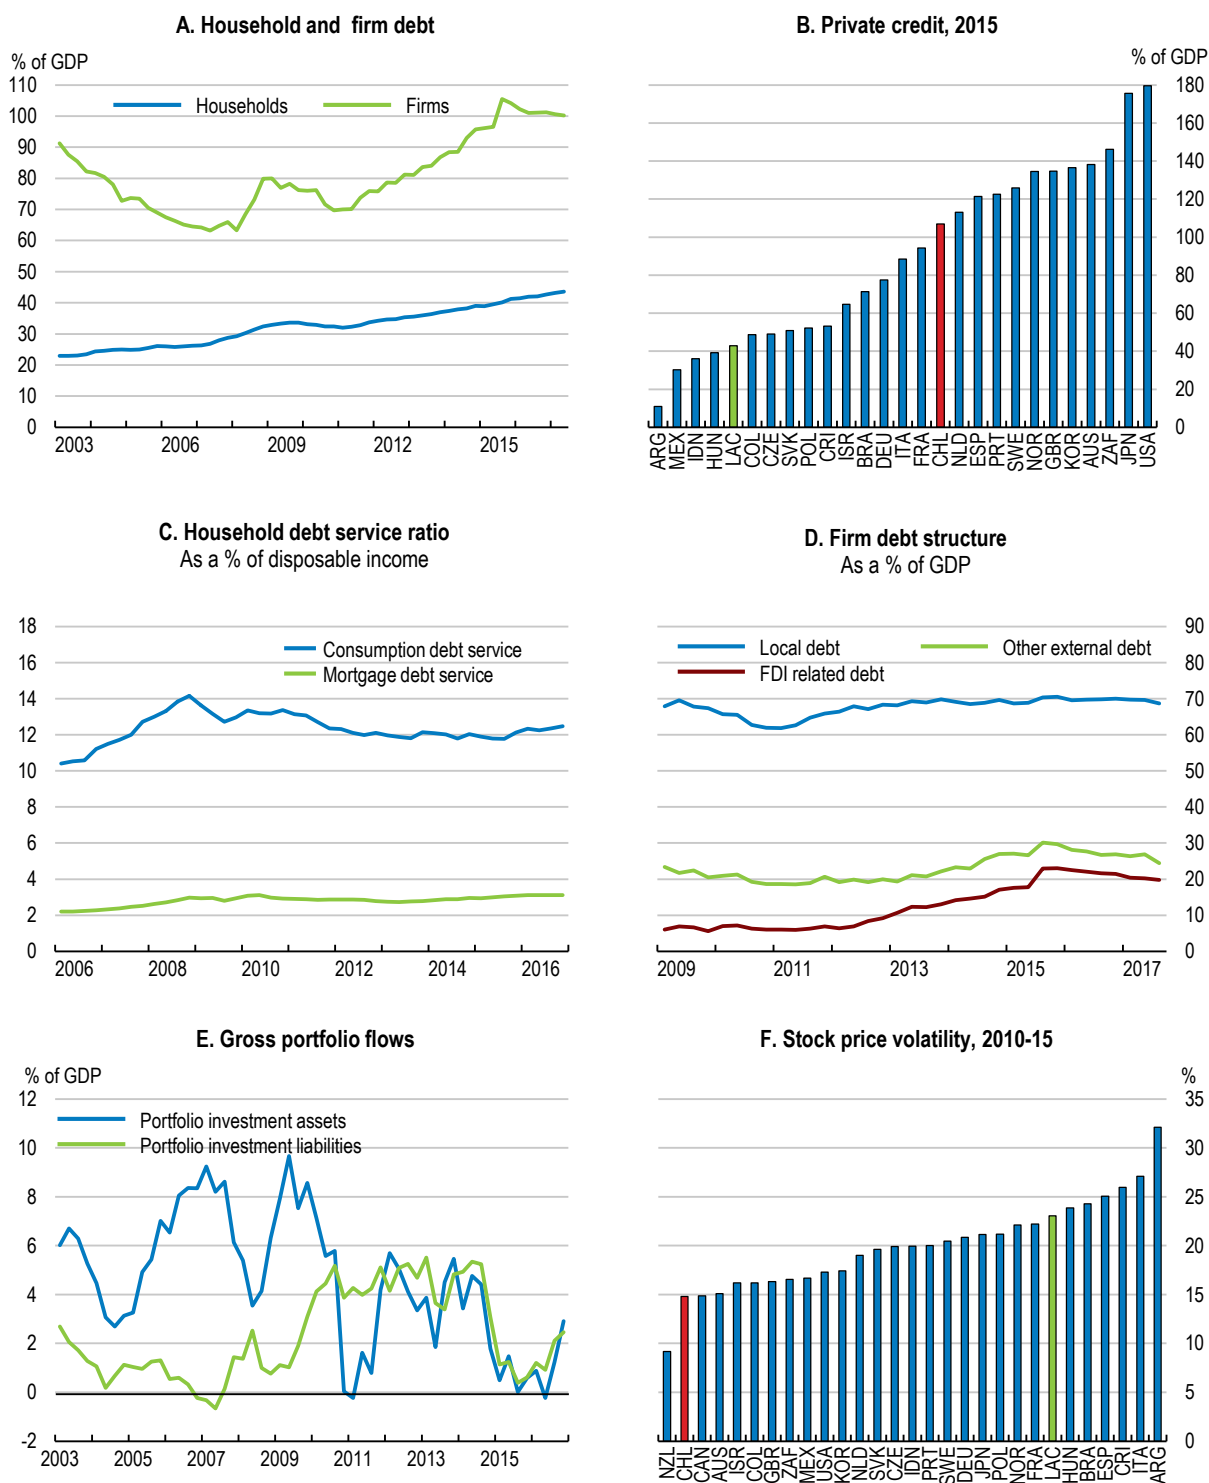 A. Household and firm debt
% of GDP
110
100
90
80
70
60
50
40
30
20
10
0
Households
Firms
2003 2006 2009 2012 2015
B. Private credit, 2015
% of GDP
180
160
140
120
100
80
60
40
20
0
ARG MEX IDN HUN LAC COL CZE SVK POL CRI ISR BRA DEU ITA FRA CHL NLD ESP PRT SWE NOR GBR KOR AUS ZAF JPN USA
C. Household debt service ratio
As a % of disposable income
18
16
14
12
10
8
6
4
2
0
Consumption debt service
Mortgage debt service
2006 2008 2010 2012 2014 2016
D. Firm debt structure
As a % of GDP
90
80
70
60
50
40
30
20
10
0
Local debt
Other external debt
FDI related debt
2009 2011 2013 2015 2017
E. Gross portfolio flows
% of GDP
12
10
8
6
4
2
0
-2
Portfolio investment assets
Portfolio investment liabilities
2003 2005 2007 2009 2011 2013 2015
F. Stock price volatility, 2010-15
%
35
30
25
20
15
10
5
0
NZL CHL CAN AUS ISR COL GBR ZAF MEX USA KOR NLD SVK CZE IDN PRT SWE DEU JPN POL NOR FRA LAC HUN BRA ESP CRI ITA ARG